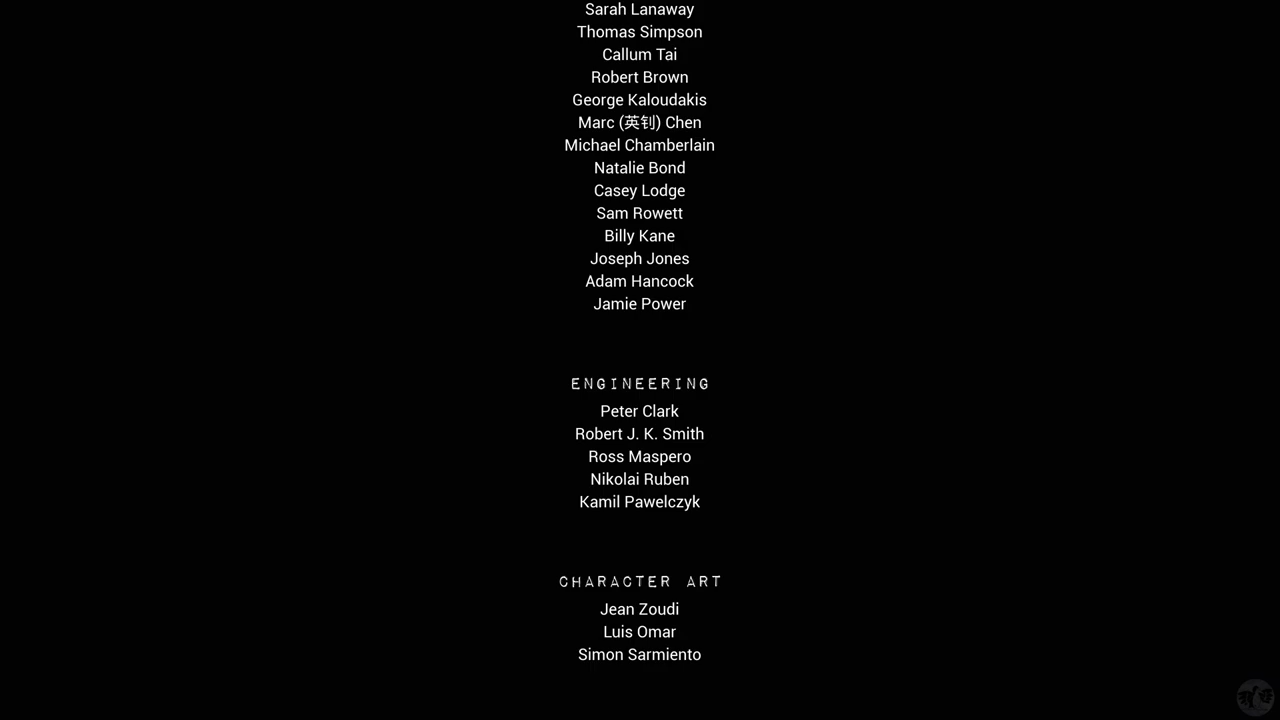 Sarah Lanaway
Thomas Simpson
Callum Tai
Robert Brown
George Kaloudakis
Marc (英钊) Chen
Michael Chamberlain
Natalie Bond
Casey Lodge
Sam Rowett
Billy Kane
Joseph Jones
Adam Hancock
Jamie Power
ENGINEERING
Peter Clark
Robert J. K. Smith
Ross Maspero
Nikolai Ruben
Kamil Pawelczyk
CHARACTER ART
Jean Zoudi
Luis Omar
Simon Sarmiento